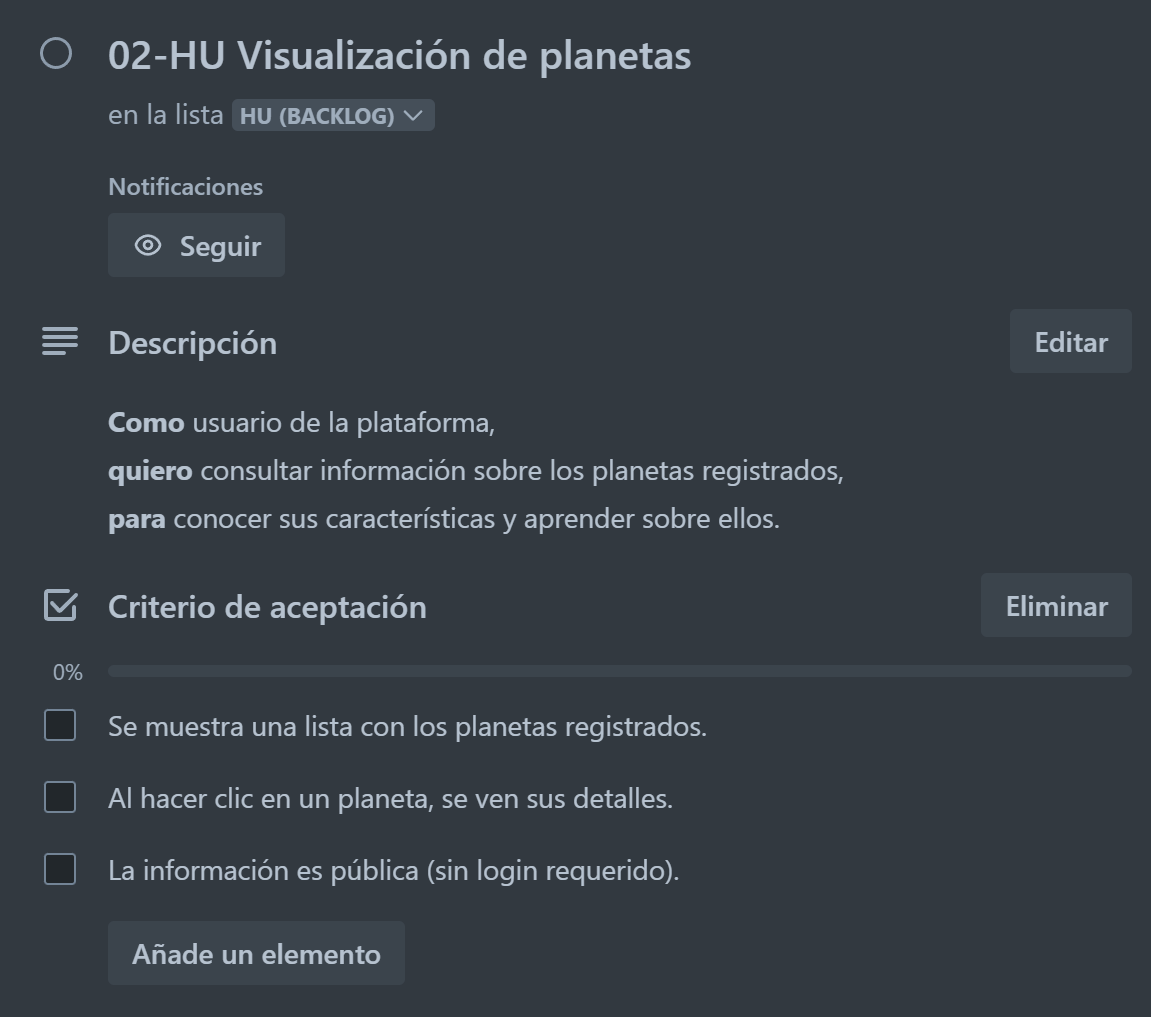 02-HU Visualización de planetas
en la lista HU (BACKLOG)
Notificaciones
Seguir
Descripción
Editar
Como usuario de la plataforma,
quiero consultar información sobre los planetas registrados,
para conocer sus características y aprender sobre ellos.
Criterio de aceptación
Eliminar
0%
Se muestra una lista con los planetas registrados.
Al hacer clic en un planeta, se ven sus detalles.
La información es pública (sin login requerido).
Añade un elemento